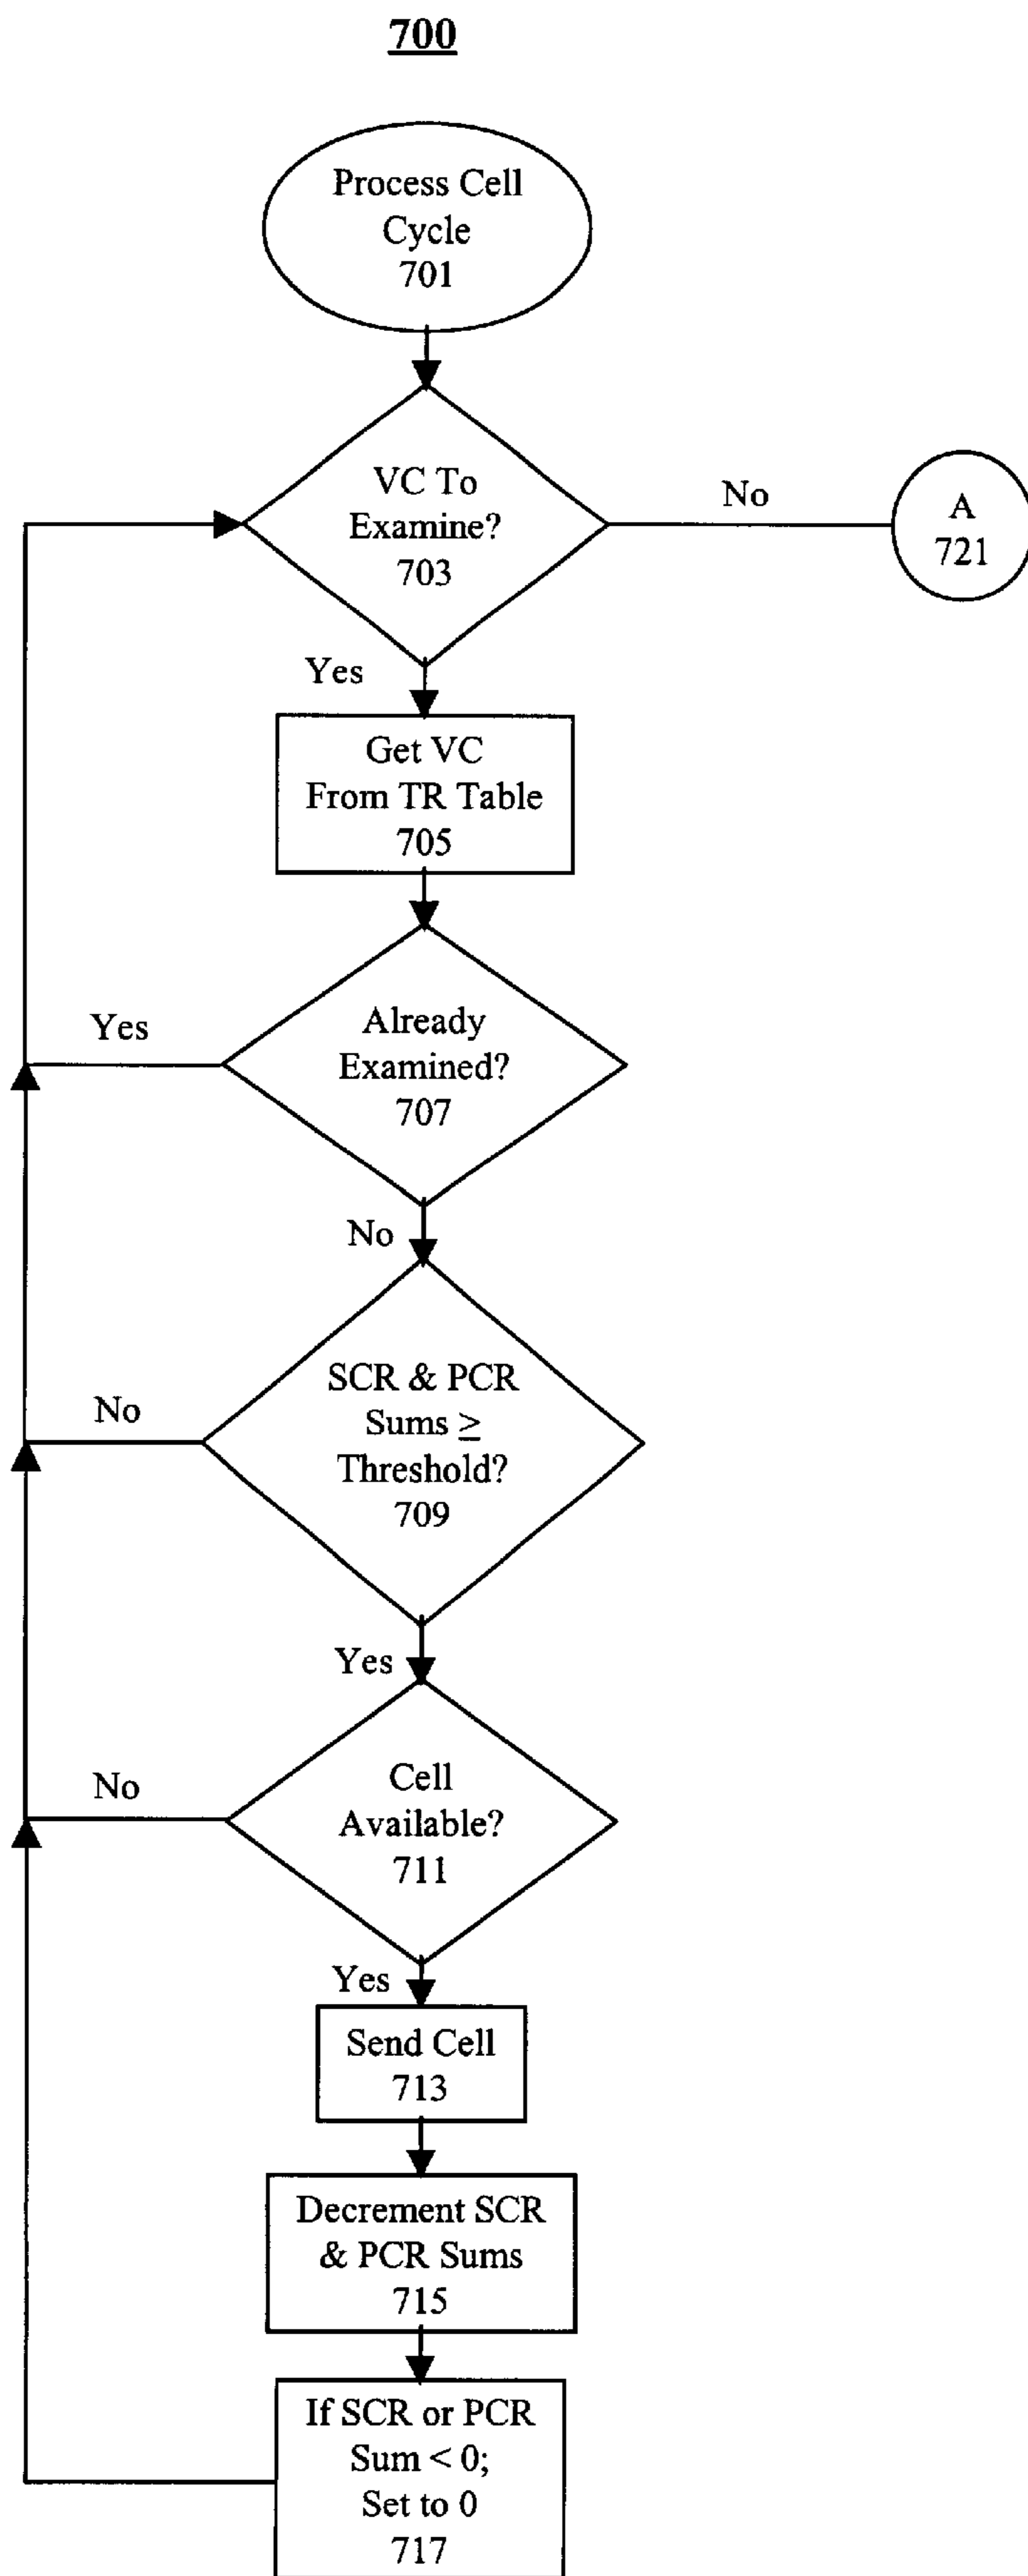 700
Process Cell
Cycle
701
VC To
Examine?
703
No
A
721
Yes
Get VC
From TR Table
705
Already
Examined?
707
Yes
No
SCR & PCR
Sums ≥
Threshold?
709
No
Yes
Cell
Available?
711
No
Yes
Send Cell
713
Decrement SCR
& PCR Sums
715
If SCR or PCR
Sum < 0;
Set to 0
717